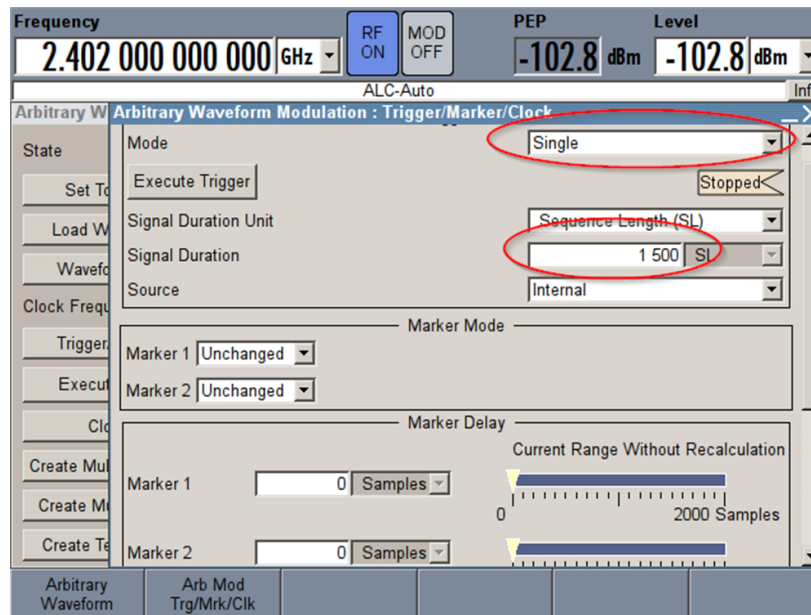 Frequency
RF ON
MOD OFF
PEP
Level
2.402 000 000 000 GHz
-102.8 dBm
-102.8 dBm
ALC-Auto
Inf
Arbitrary W
Arbitrary Waveform Modulation : Trigger/Marker/Clock
State
Set To
Load W
Wavefo
Clock Frequ
Trigger/
Execut
Clo
Create Mul
Create Mu
Create Te
Mode
Single
Execute Trigger
Stopped
Signal Duration Unit
Sequence Length (SL)
Signal Duration
1 500 SL
Source
Internal
Marker Mode
Marker 1 Unchanged
Marker 2 Unchanged
Marker Delay
Current Range Without Recalculation
Marker 1 0 Samples
0 2000 Samples
Marker 2 0 Samples
Arbitrary Waveform
Arb Mod Trg/Mrk/Clk